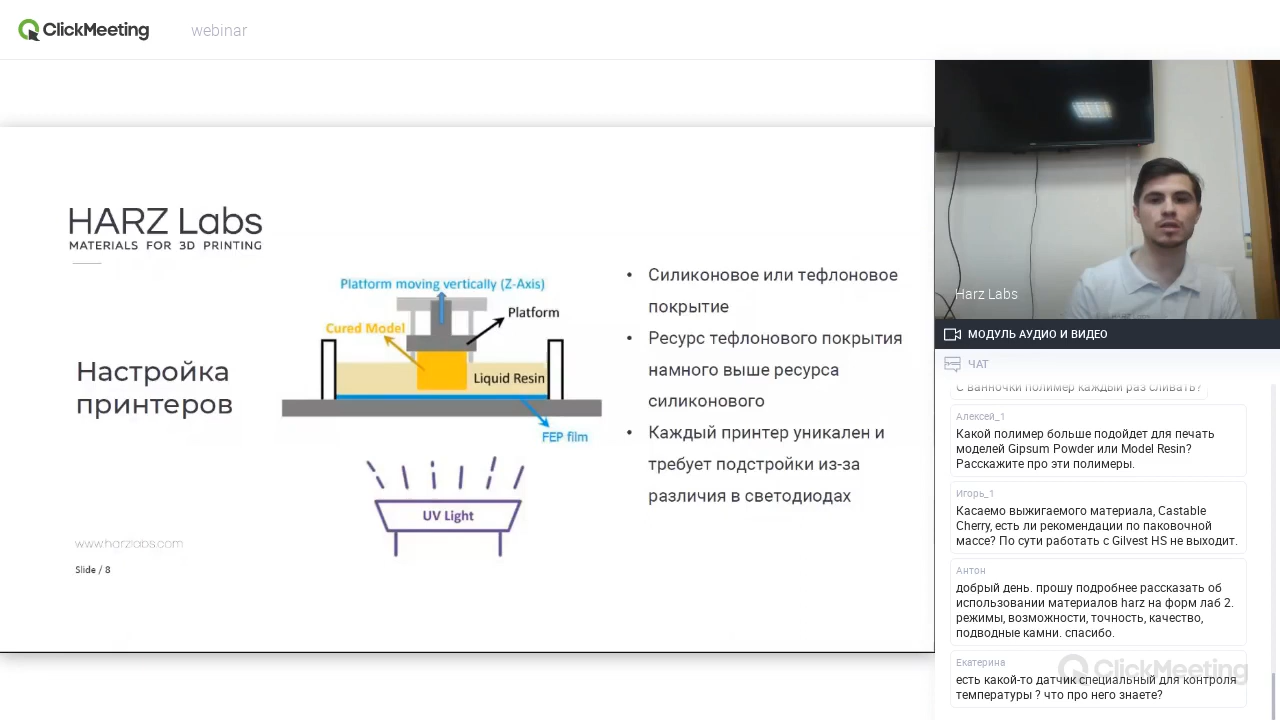 ClickMeeting
webinar
HARZ Labs
MATERIALS FOR 3D PRINTING
Настройка
принтеров
www.harzlabs.com
Slide / 8
Platform moving vertically (Z-Axis)
Platform
Cured Model
Liquid Resin
FEP film
UV Light
• Силиконовое или тефлоновое
покрытие
• Ресурс тефлонового покрытия
намного выше ресурса
силиконового
• Каждый принтер уникален и
требует подстройки из-за
различия в светодиодах
Harz Labs
МОДУЛЬ АУДИО И ВИДЕО
ЧАТ
С ванночки полимер каждый раз сливать?
Алексей_1
Какой полимер больше подойдет для печать
моделей Gipsum Powder или Model Resin?
Расскажите про эти полимеры.
Игорь_1
Касаемо выжигаемого материала, Castable
Cherry, есть ли рекомендации по паковочной
массе? По сути работать с Gilvest HS не выходит.
Антон
добрый день. прошу подробнее рассказать об
использовании материалов harz на форм лаб 2.
режимы, возможности, точность, качество,
подводные камни. спасибо.
Екатерина
есть какой-то датчик специальный для контроля
температуры ? что про него знаете?
ClickMeeting